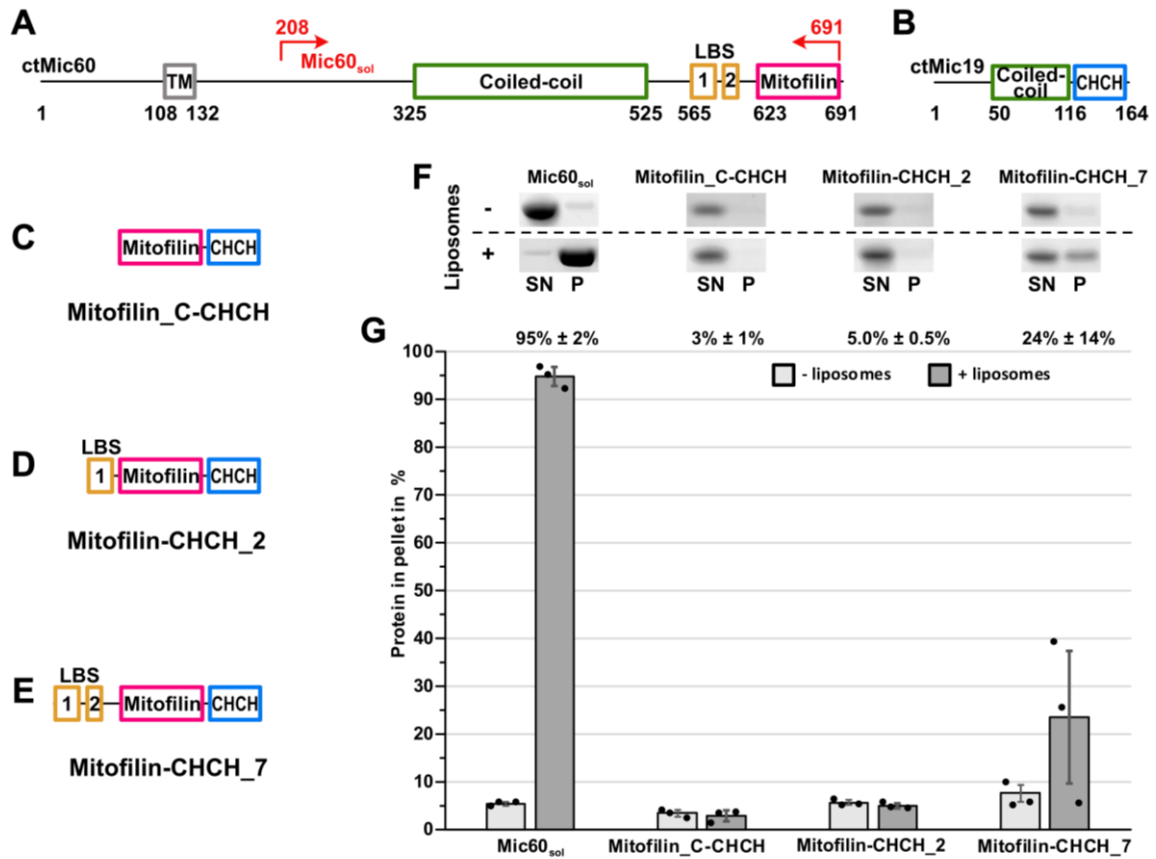 A
B
208
691
LBS
ctMic60
Mic60sol
ctMic19
TM
Coiled-coil
1
2
Mitofilin
Coiled-
coil
CHCH
1
108
132
325
525
565
623
691
1
50
116
164
F
Mic60sol
Mitofilin_C-CHCH
Mitofilin-CHCH_2
Mitofilin-CHCH_7
Liposomes
-
+
SN
P
SN
P
SN
P
SN
P
C
Mitofilin
CHCH
Mitofilin_C-CHCH
D
LBS
1
Mitofilin
CHCH
Mitofilin-CHCH_2
E
LBS
1
2
Mitofilin
CHCH
Mitofilin-CHCH_7
G
95% ± 2%
3% ± 1%
5.0% ± 0.5%
24% ± 14%
- liposomes
+ liposomes
Protein in pellet in %
100
90
80
70
60
50
40
30
20
10
0
Mic60sol
Mitofilin_C-CHCH
Mitofilin-CHCH_2
Mitofilin-CHCH_7